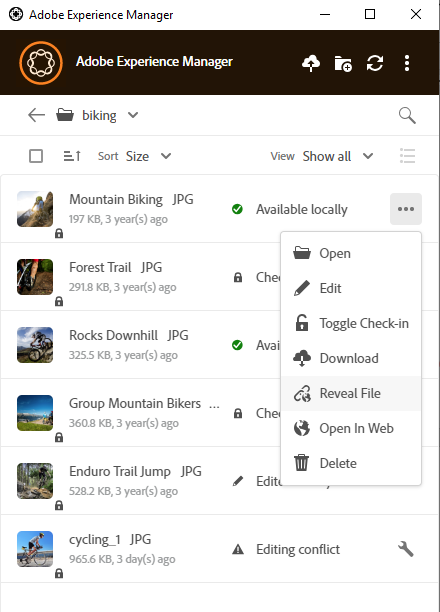 Adobe Experience Manager
Adobe Experience Manager
biking
Sort Size View Show all
Mountain Biking JPG
197 KB, 3 year(s) ago
Available locally
Forest Trail JPG
291.8 KB, 3 year(s) ago
Chec
Rocks Downhill JPG
325.5 KB, 3 year(s) ago
Avai
Group Mountain Bikers ...
360.8 KB, 3 year(s) ago
Chec
Enduro Trail Jump JPG
528.2 KB, 3 year(s) ago
Edite
cycling_1 JPG
965.6 KB, 3 day(s) ago
Editing conflict
Open
Edit
Toggle Check-in
Download
Reveal File
Open In Web
Delete